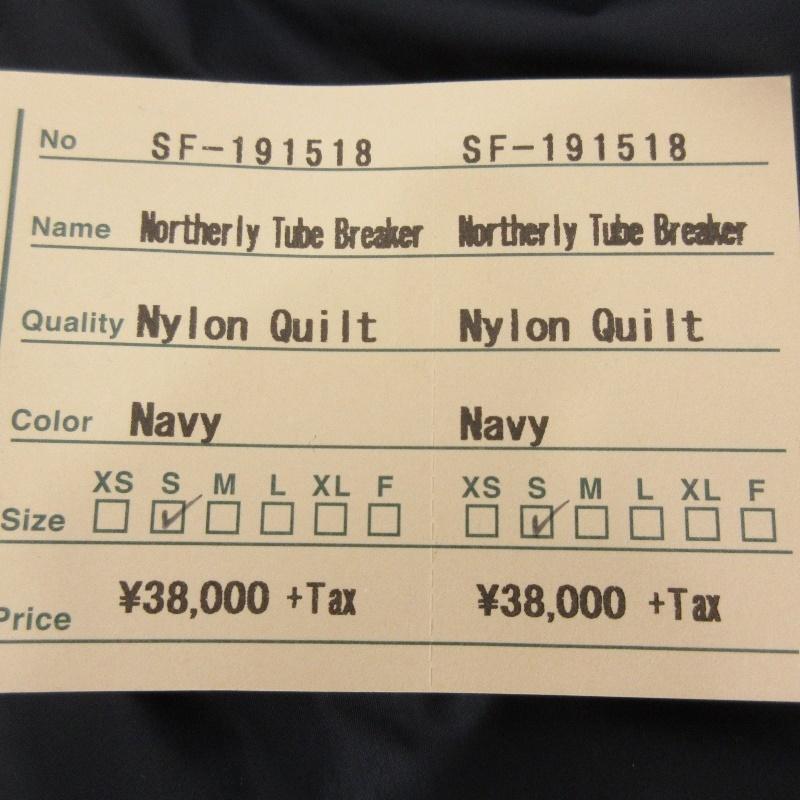 No SF-191518 SF-191518
Name Northerly Tube Breaker Northerly Tube Breaker
Quality Nylon Quilt Nylon Quilt
Color Navy Navy
XS S M L XL F XS S M L XL F
Size
Price ¥38,000 +Tax ¥38,000 +Tax